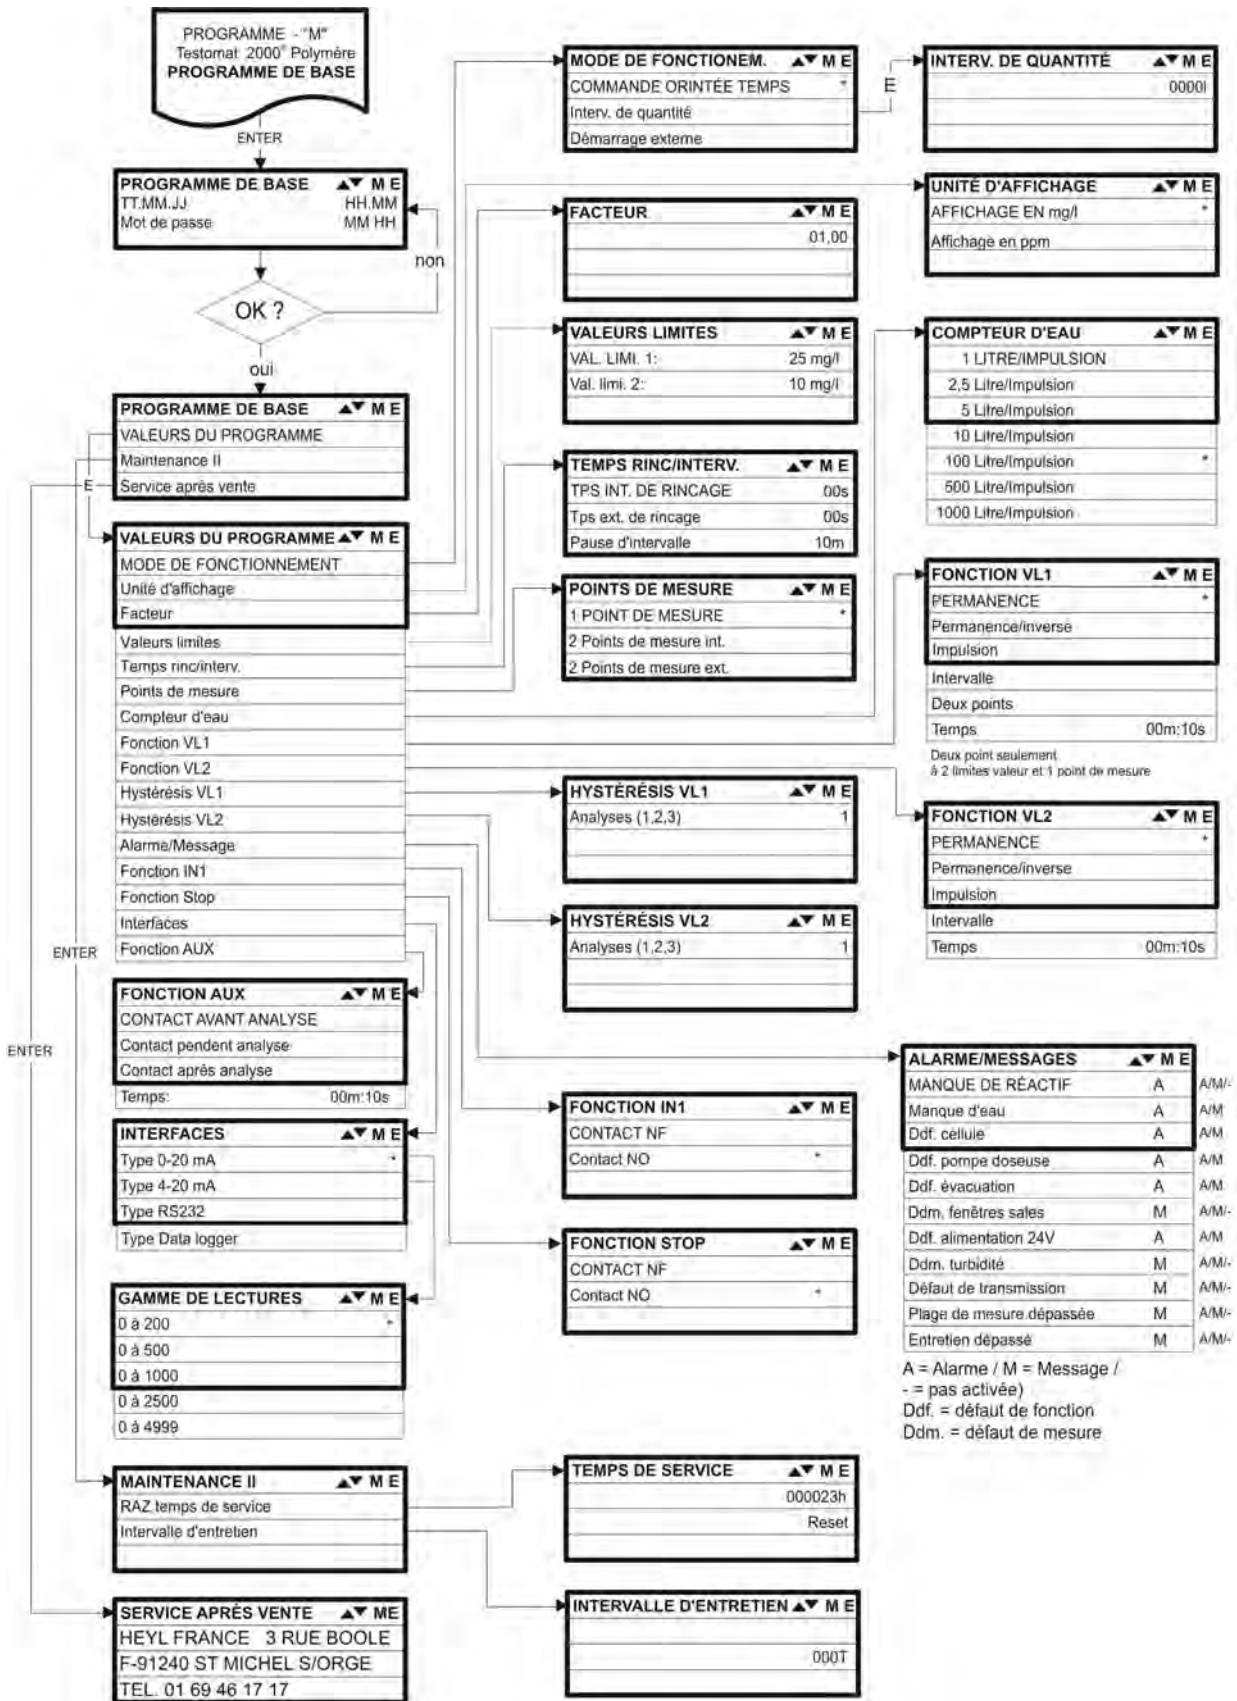 PROGRAMME - "M"
Testomat 2000® Polymère
PROGRAMME DE BASE
ENTER
PROGRAMME DE BASE ▲▼ M E
TT.MM.JJ HH.MM
Mot de passe MM HH
non
OK ?
oui
PROGRAMME DE BASE ▲▼ M E
VALEURS DU PROGRAMME
Maintenance II
Service après vente
E
VALEURS DU PROGRAMME ▲▼ M E
MODE DE FONCTIONNEMENT
Unité d'affichage
Facteur
Valeurs limites
Temps rinc/interv.
Points de mesure
Compteur d'eau
Fonction VL1
Fonction VL2
Hystérésis VL1
Hystérésis VL2
Alarme/Message
Fonction IN1
Fonction Stop
Interfaces
Fonction AUX
ENTER
ENTER
FONCTION AUX ▲▼ M E
CONTACT AVANT ANALYSE
Contact pendent analyse
Contact aprés analyse
Temps: 00m:10s
INTERFACES ▲▼ M E
Type 0-20 mA *
Type 4-20 mA
Type RS232
Type Data logger
GAMME DE LECTURES ▲▼ M E
0 à 200 *
0 à 500
0 à 1000
0 à 2500
0 à 4999
MAINTENANCE II ▲▼ M E
RAZ temps de service
Intervalle d'entretien
SERVICE APRÉS VENTE ▲▼ ME
HEYL FRANCE 3 RUE BOOLE
F-91240 ST MICHEL S/ORGE
TEL. 01 69 46 17 17
MODE DE FONCTIONEM. ▲▼ M E
COMMANDE ORINTÉE TEMPS *
Interv. de quantité
Démarrage externe
E
FACTEUR ▲▼ M E
01,00
VALEURS LIMITES ▲▼ M E
VAL. LIMI. 1: 25 mg/l
Val. limi. 2: 10 mg/l
TEMPS RINC/INTERV. ▲▼ M E
TPS INT. DE RINCAGE 00s
Tps ext. de rincage 00s
Pause d'intervalle 10m
POINTS DE MESURE ▲▼ M E
1 POINT DE MESURE *
2 Points de mesure int.
2 Points de mesure ext.
HYSTÉRÉSIS VL1 ▲▼ M E
Analyses (1,2,3) 1
HYSTÉRÉSIS VL2 ▲▼ M E
Analyses (1,2,3) 1
FONCTION IN1 ▲▼ M E
CONTACT NF
Contact NO *
FONCTION STOP ▲▼ M E
CONTACT NF
Contact NO *
TEMPS DE SERVICE ▲▼ M E
000023h
Reset
INTERVALLE D'ENTRETIEN ▲▼ M E
000T
INTERV. DE QUANTITÉ ▲▼ M E
0000l
UNITÉ D'AFFICHAGE ▲▼ M E
AFFICHAGE EN mg/l *
Affichage en ppm
COMPTEUR D'EAU ▲▼ M E
1 LITRE/IMPULSION
2,5 Litre/Impulsion
5 Litre/Impulsion
10 Litre/Impulsion
100 Litre/Impulsion *
500 Litre/Impulsion
1000 Litre/Impulsion
FONCTION VL1 ▲▼ M E
PERMANENCE *
Permanence/inverse
Impulsion
Intervalle
Deux points
Temps 00m:10s
Deux point seulement
à 2 limites valeur et 1 point de mesure
FONCTION VL2 ▲▼ M E
PERMANENCE *
Permanence/inverse
Impulsion
Intervalle
Temps 00m:10s
ALARME/MESSAGES ▲▼ M E
MANQUE DE RÉACTIF A A/M/-
Manque d'eau A A/M
Ddf. cellule A A/M
Ddf. pompe doseuse A A/M
Ddf. évacuation A A/M
Ddm. fenêtres sales M A/M/-
Ddf. alimentation 24V A A/M
Ddm. turbidité M A/M/-
Défaut de transmission M A/M/-
Plage de mesure dépassée M A/M/-
Entretien dépassé M A/M/-
A = Alarme / M = Message /
- = pas activée)
Ddf. = défaut de fonction
Ddm. = défaut de mesure